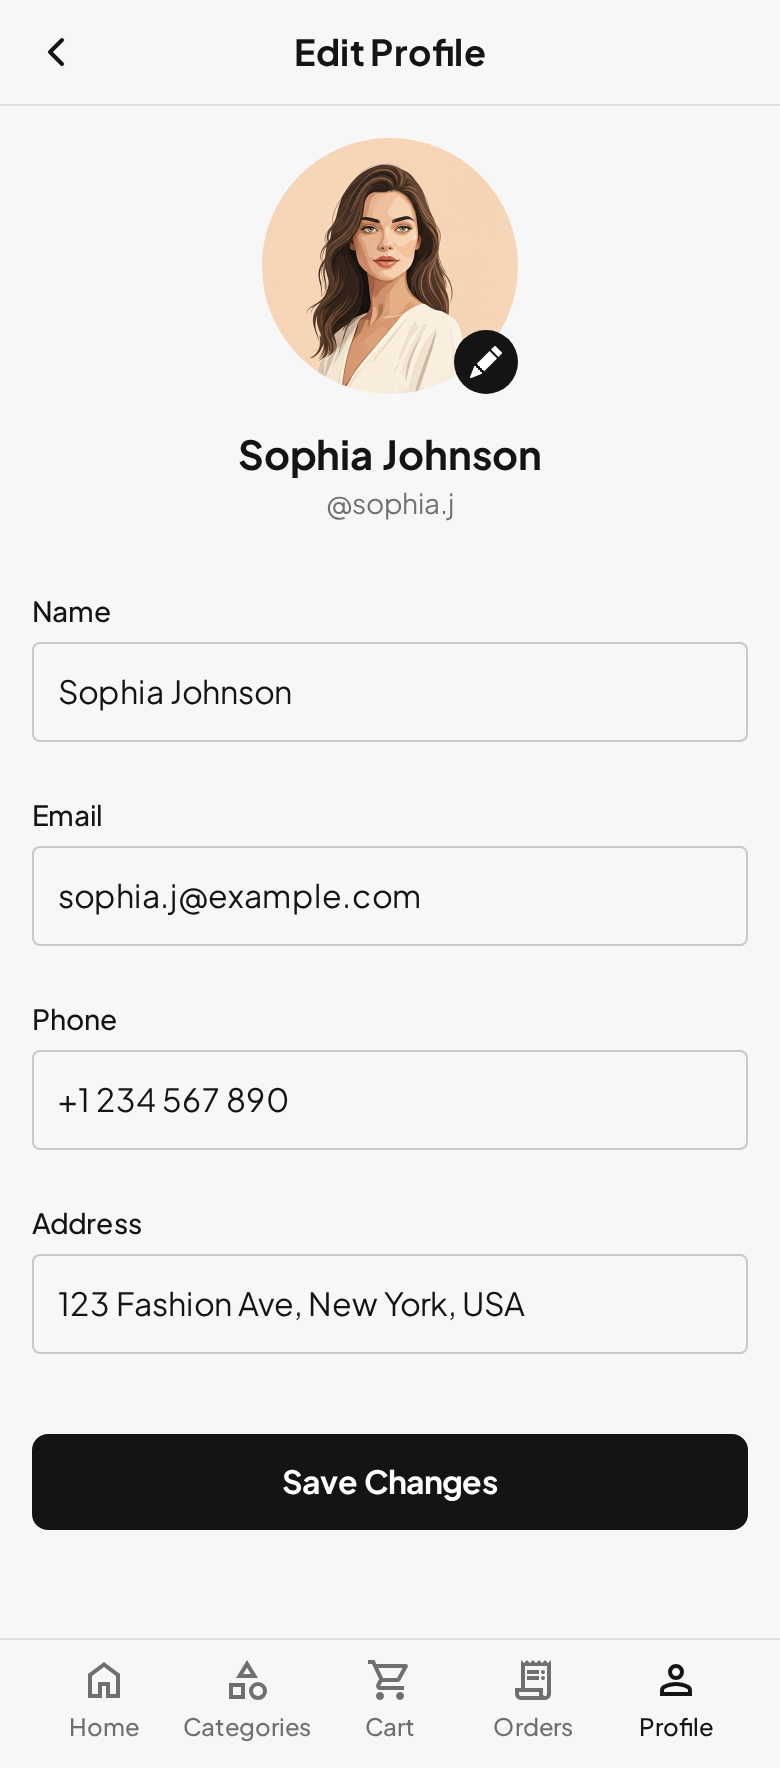 Edit Profile
Sophia Johnson
@sophia.j
Name
Sophia Johnson
Email
sophia.j@example.com
Phone
+1 234 567 890
Address
123 Fashion Ave, New York, USA
Save Changes
Home Categories Cart Orders Profile